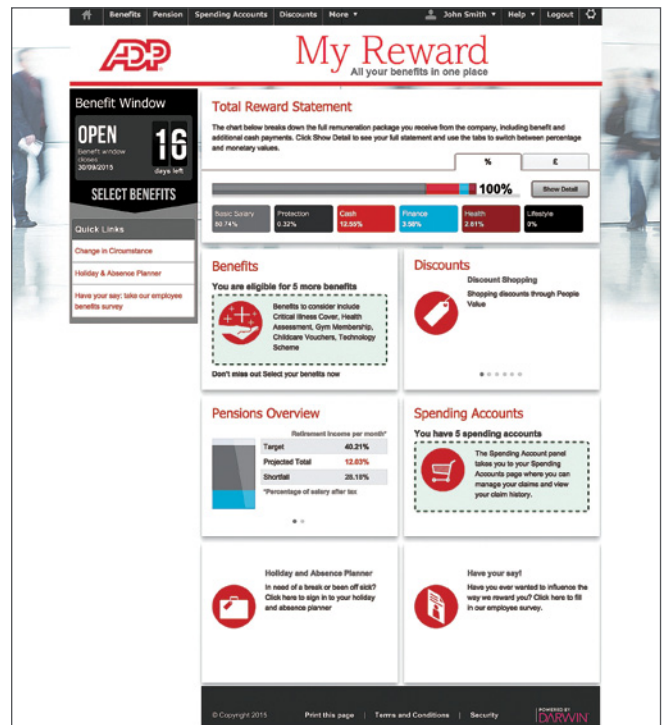 Benefits Pension Spending Accounts Discounts More John Smith Help Logout
ADP
My Reward
All your benefits in one place
Benefit Window
OPEN
Benefit window
closes
30/09/2015
16
days left
SELECT BENEFITS
Quick Links
Change in Circumstance
Holiday & Absence Planner
Have your say: take our employee
benefits survey
Total Reward Statement
The chart below breaks down the full remuneration package you receive from the company, including benefit and
additional cash payments. Click Show Detail to see your full statement and use the tabs to switch between percentage
and monetary values.
% £
100% Show Detail
Basic Salary Protection Cash Finance Health Lifestyle
80.74% 0.32% 12.55% 3.58% 2.81% 0%
Benefits
You are eligible for 5 more benefits
Benefits to consider include
Critical Illness Cover, Health
Assessment, Gym Membership,
Childcare Vouchers, Technology
Scheme
Don't miss out Select your benefits now
Discounts
Discount Shopping
Shopping discounts through People
Value
Pensions Overview
Retirement Income per month*
Target 40.21%
Projected Total 12.03%
Shortfall 28.18%
*Percentage of salary after tax
Spending Accounts
You have 5 spending accounts
The Spending Account panel
takes you to your Spending
Accounts page where you can
manage your claims and view
your claim history.
Holiday and Absence Planner
In need of a break or been off sick?
Click here to sign in to your holiday
and absence planner
Have your say!
Have you ever wanted to influence the
way we reward you? Click here to fill
in our employee survey.
© Copyright 2015 Print this page | Terms and Conditions | Security
POWERED BY
DARWIN